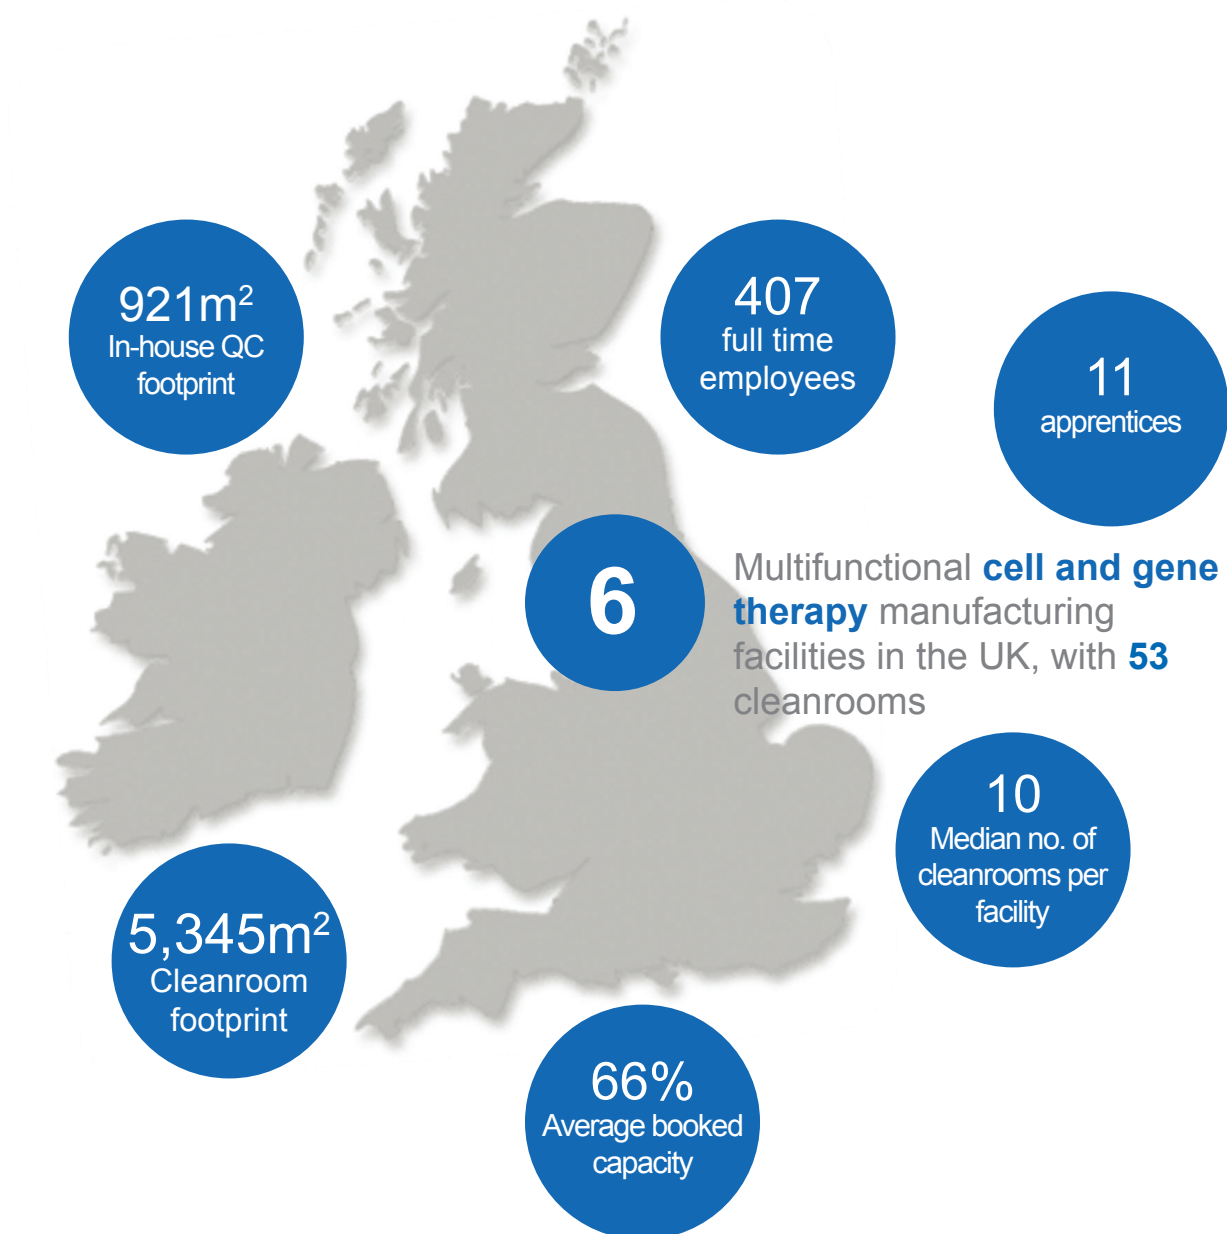 921m²
In-house QC
footprint
407
full time
employees
11
apprentices
6
Multifunctional cell and gene
therapy manufacturing
facilities in the UK, with 53
cleanrooms
10
Median no. of
cleanrooms per
facility
5,345m²
Cleanroom
footprint
66%
Average booked
capacity